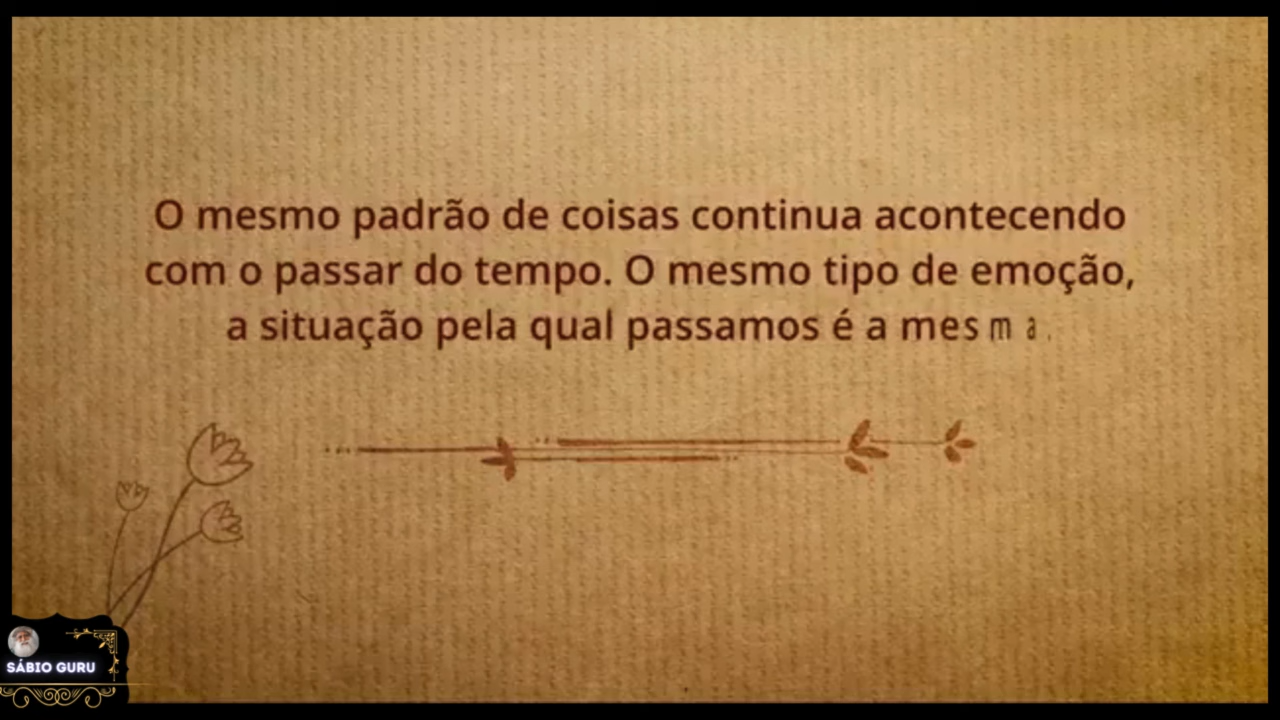 O mesmo padrão de coisas continua acontecendo
com o passar do tempo. O mesmo tipo de emoção,
a situação pela qual passamos é a mesma.
SÁBIO GURU